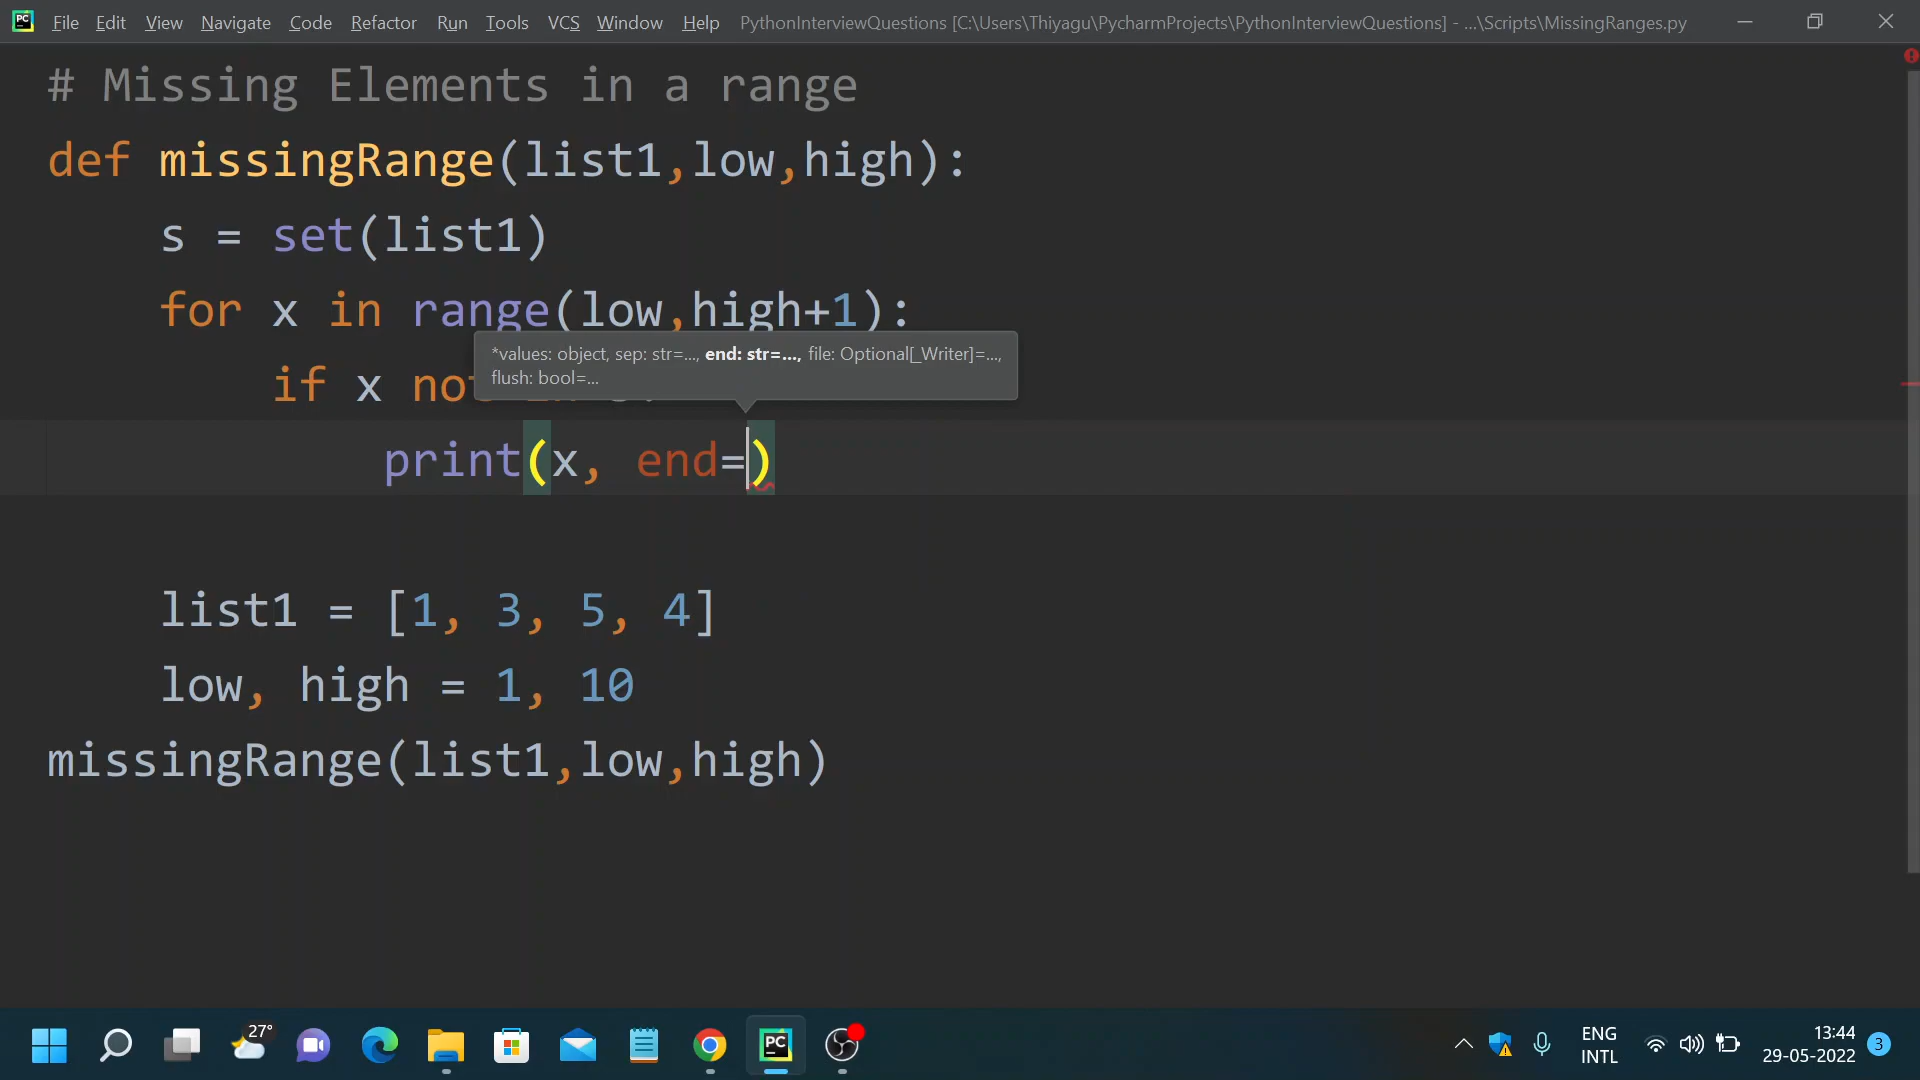 PC File Edit View Navigate Code Refactor Run Tools VCS Window Help PythonInterviewQuestions [C:\Users\Thiyagu\PycharmProjects\PythonInterviewQuestions] - ...\Scripts\MissingRanges.py
# Missing Elements in a range
def missingRange(list1,low,high):
s = set(list1)
for x in range(low,high+1):
*values: object, sep: str=..., end: str=..., file: Optional[_Writer]=...,
flush: bool=...
if x not
print(x, end=)
list1 = [1, 3, 5, 4]
low, high = 1, 10
missingRange(list1,low,high)
27°
PC
ENG
INTL
13:44
29-05-2022
3